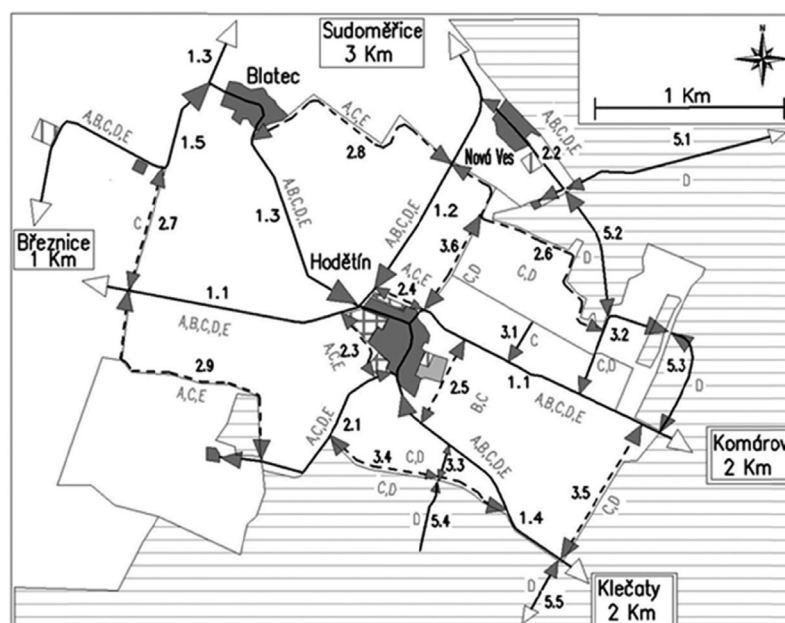 Sudoměřice
3 Km
N
1 Km
1.3
Blatec
A,B,C,D,E
1.5
A,C,E
2.8
A,B,C,D,E
2.2
5.1
D
Nová Ves
C
2.7
A,B,C,D,E
1.3
A,B,C,D,E
1.2
3.6
5.2
D
2.6
C,D
C,D
Březnice
1 Km
Hodětín
A,C,E
2.4
1.1
A,B,C,D,E
3.1
C
3.2
C,D
5.3
D
2.3
A,C,E
1.1
A,B,C,D,E
2.5
B,C
2.9
A,C,E
A,C,D,E
2.1
A,B,C,D,E
3.4
C,D
C,D
3.3
D
5.4
1.4
3.5
C,D
Komárov
2 Km
D
5.5
Klečaty
2 Km